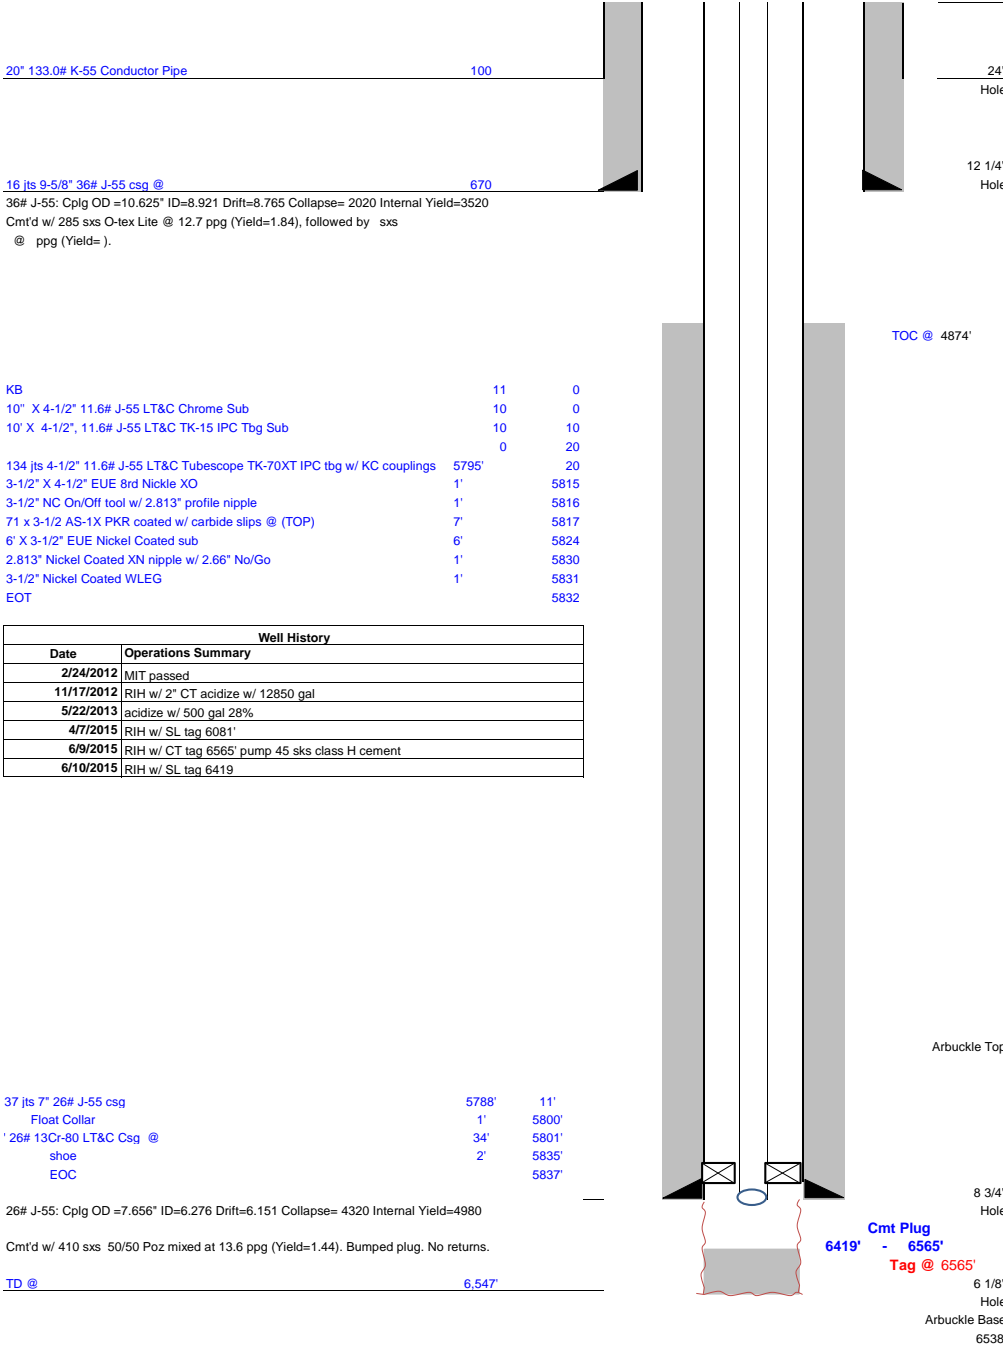 20" 133.0# K-55 Conductor Pipe 100
24"
Hole
12 1/4"
16 jts 9-5/8" 36# J-55 csg @ 670
Hole
36# J-55: Cplg OD =10.625" ID=8.921 Drift=8.765 Collapse= 2020 Internal Yield=3520
Cmt'd w/ 285 sxs O-tex Lite @ 12.7 ppg (Yield=1.84), followed by sxs
@ ppg (Yield= ).
TOC @ 4874'
KB 11 0
10" X 4-1/2" 11.6# J-55 LT&C Chrome Sub 10 0
10' X 4-1/2", 11.6# J-55 LT&C TK-15 IPC Tbg Sub 10 10
0 20
134 jts 4-1/2" 11.6# J-55 LT&C Tubescope TK-70XT IPC tbg w/ KC couplings 5795' 20
3-1/2" X 4-1/2" EUE 8rd Nickle XO 1' 5815
3-1/2" NC On/Off tool w/ 2.813" profile nipple 1' 5816
71 x 3-1/2 AS-1X PKR coated w/ carbide slips @ (TOP) 7' 5817
6' X 3-1/2" EUE Nickel Coated sub 6' 5824
2.813" Nickel Coated XN nipple w/ 2.66" No/Go 1' 5830
3-1/2" Nickel Coated WLEG 1' 5831
EOT 5832
Well History
Date Operations Summary
2/24/2012 MIT passed
11/17/2012 RIH w/ 2" CT acidize w/ 12850 gal
5/22/2013 acidize w/ 500 gal 28%
4/7/2015 RIH w/ SL tag 6081'
6/9/2015 RIH w/ CT tag 6565' pump 45 sks class H cement
6/10/2015 RIH w/ SL tag 6419
Arbuckle Top
37 jts 7" 26# J-55 csg 5788' 11'
Float Collar 1' 5800'
' 26# 13Cr-80 LT&C Csg @ 34' 5801'
shoe 2' 5835'
EOC 5837'
8 3/4"
26# J-55: Cplg OD =7.656" ID=6.276 Drift=6.151 Collapse= 4320 Internal Yield=4980
Hole
Cmt Plug
Cmt'd w/ 410 sxs 50/50 Poz mixed at 13.6 ppg (Yield=1.44). Bumped plug. No returns.
6419' - 6565'
Tag @ 6565'
TD @ 6,547'
6 1/8"
Hole
Arbuckle Base
6538